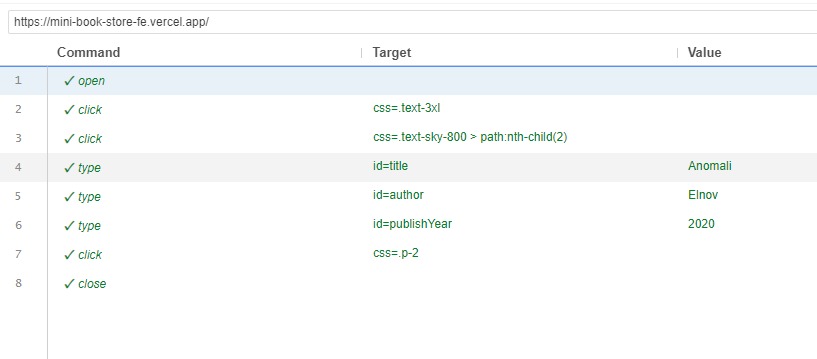 https://mini-book-store-fe.vercel.app/
Command Target Value
1 ✓ open
2 ✓ click css=.text-3xl
3 ✓ click css=.text-sky-800 > path:nth-child(2)
4 ✓ type id=title Anomali
5 ✓ type id=author Elnov
6 ✓ type id=publishYear 2020
7 ✓ click css=.p-2
8 ✓ close